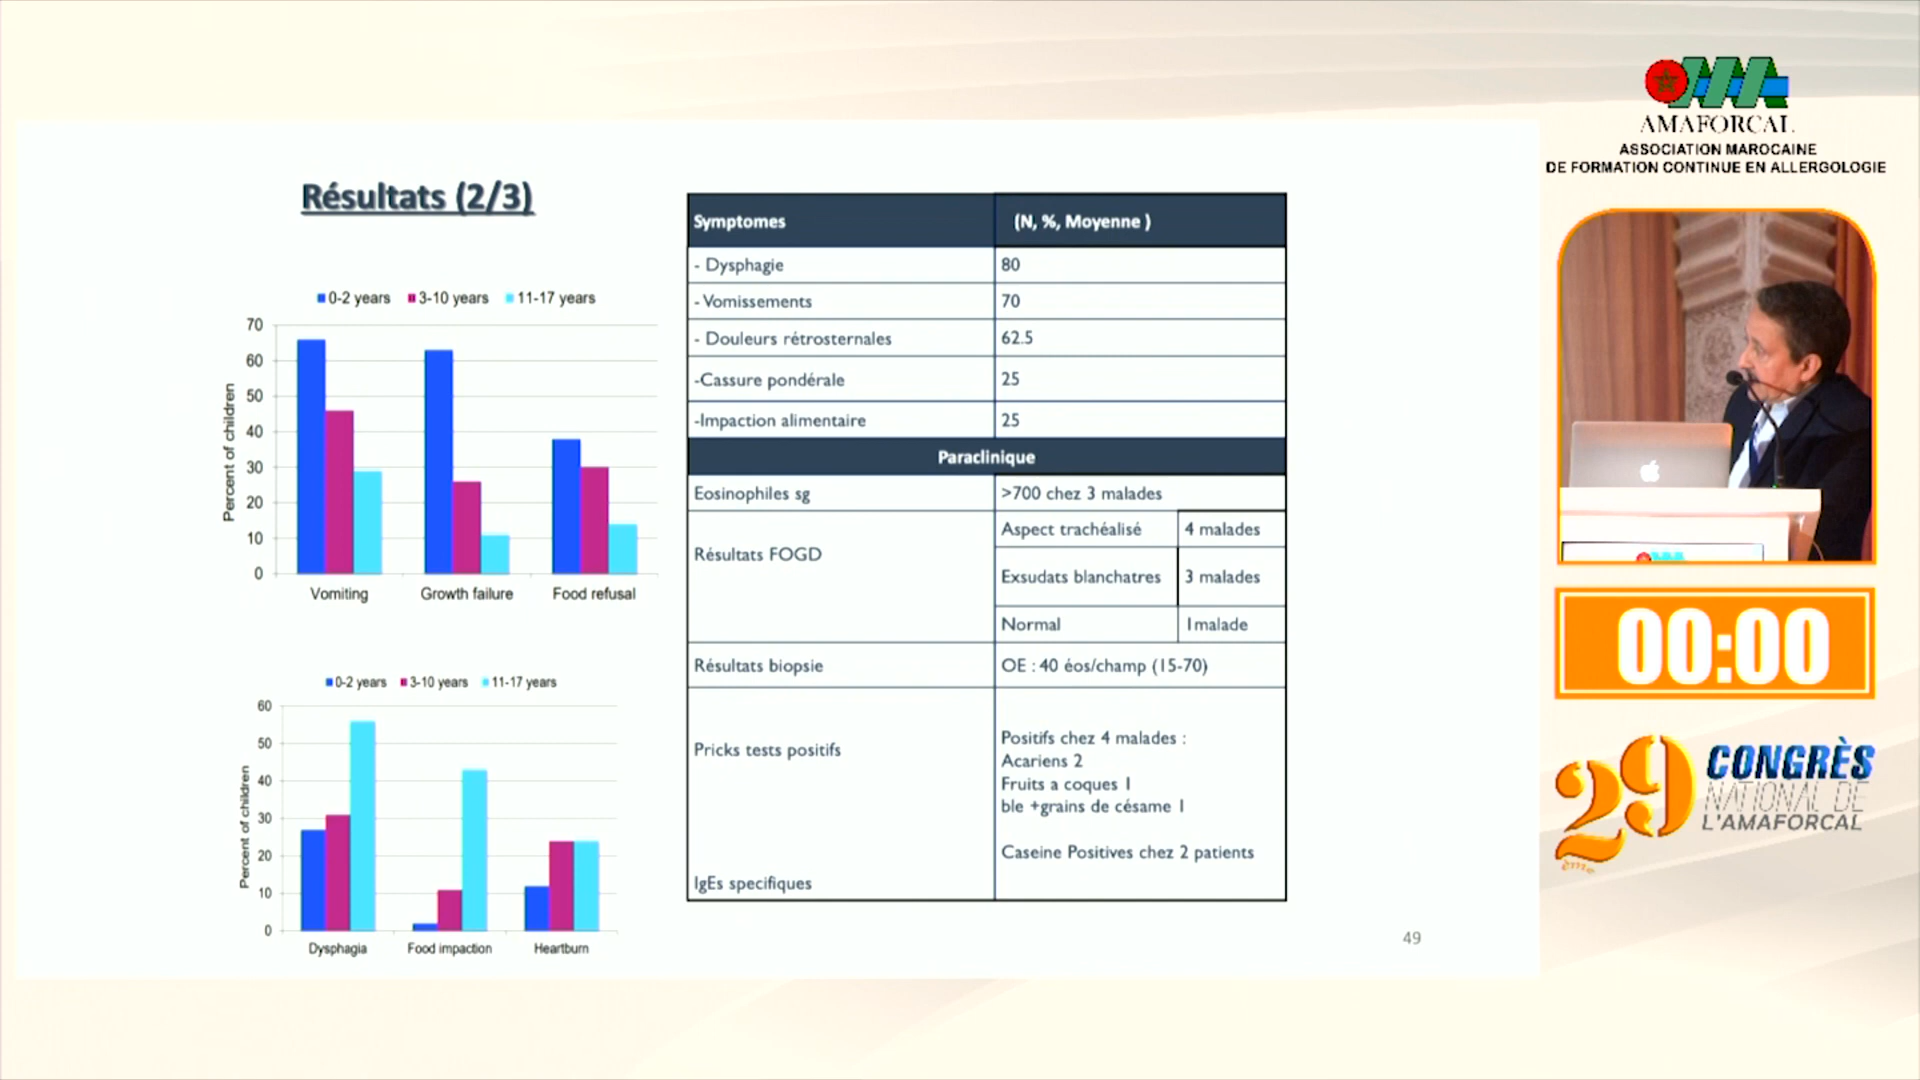 Résultats (2/3)
0-2 years 3-10 years 11-17 years
Percent of children
70
60
50
40
30
20
10
0
Vomiting Growth failure Food refusal
0-2 years 3-10 years 11-17 years
Percent of children
60
50
40
30
20
10
0
Dysphagia Food impaction Heartburn
Symptomes (N, %, Moyenne )
- Dysphagie 80
- Vomissements 70
- Douleurs rétrosternales 62.5
-Cassure pondérale 25
-Impaction alimentaire 25
Paraclinique
Eosinophiles sg >700 chez 3 malades
Résultats FOGD
Aspect trachéalisé 4 malades
Exsudats blanchatres 3 malades
Normal 1malade
Résultats biopsie OE : 40 éos/champ (15-70)
Pricks tests positifs
Positifs chez 4 malades :
Acariens 2
Fruits a coques 1
ble +grains de césame 1
Caseine Positives chez 2 patients
IgEs specifiques
49
AMAFORCAL
ASSOCIATION MAROCAINE
DE FORMATION CONTINUE EN ALLERGOLOGIE
00:00
29ème
CONGRÈS
NATIONAL DE
L'AMAFORCAL